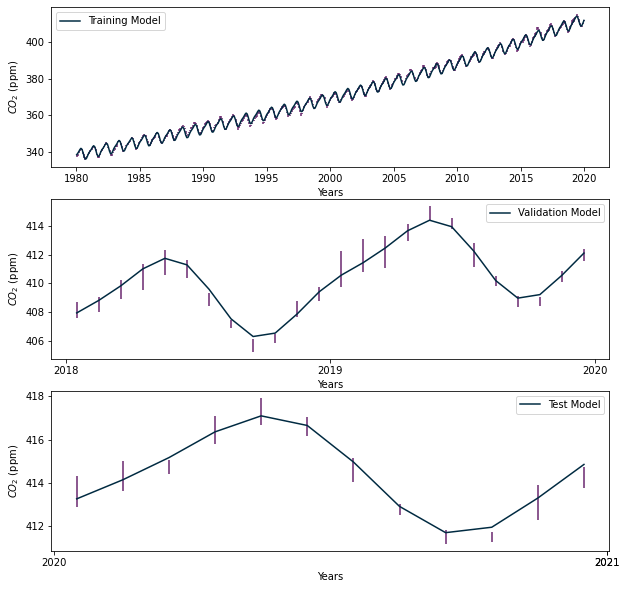 Training Model
CO₂ (ppm)
400
380
360
340
1980 1985 1990 1995 2000 2005 2010 2015 2020
Years
Validation Model
CO₂ (ppm)
414
412
410
408
406
2018 2019 2020
Years
Test Model
CO₂ (ppm)
418
416
414
412
2020 2021
Years